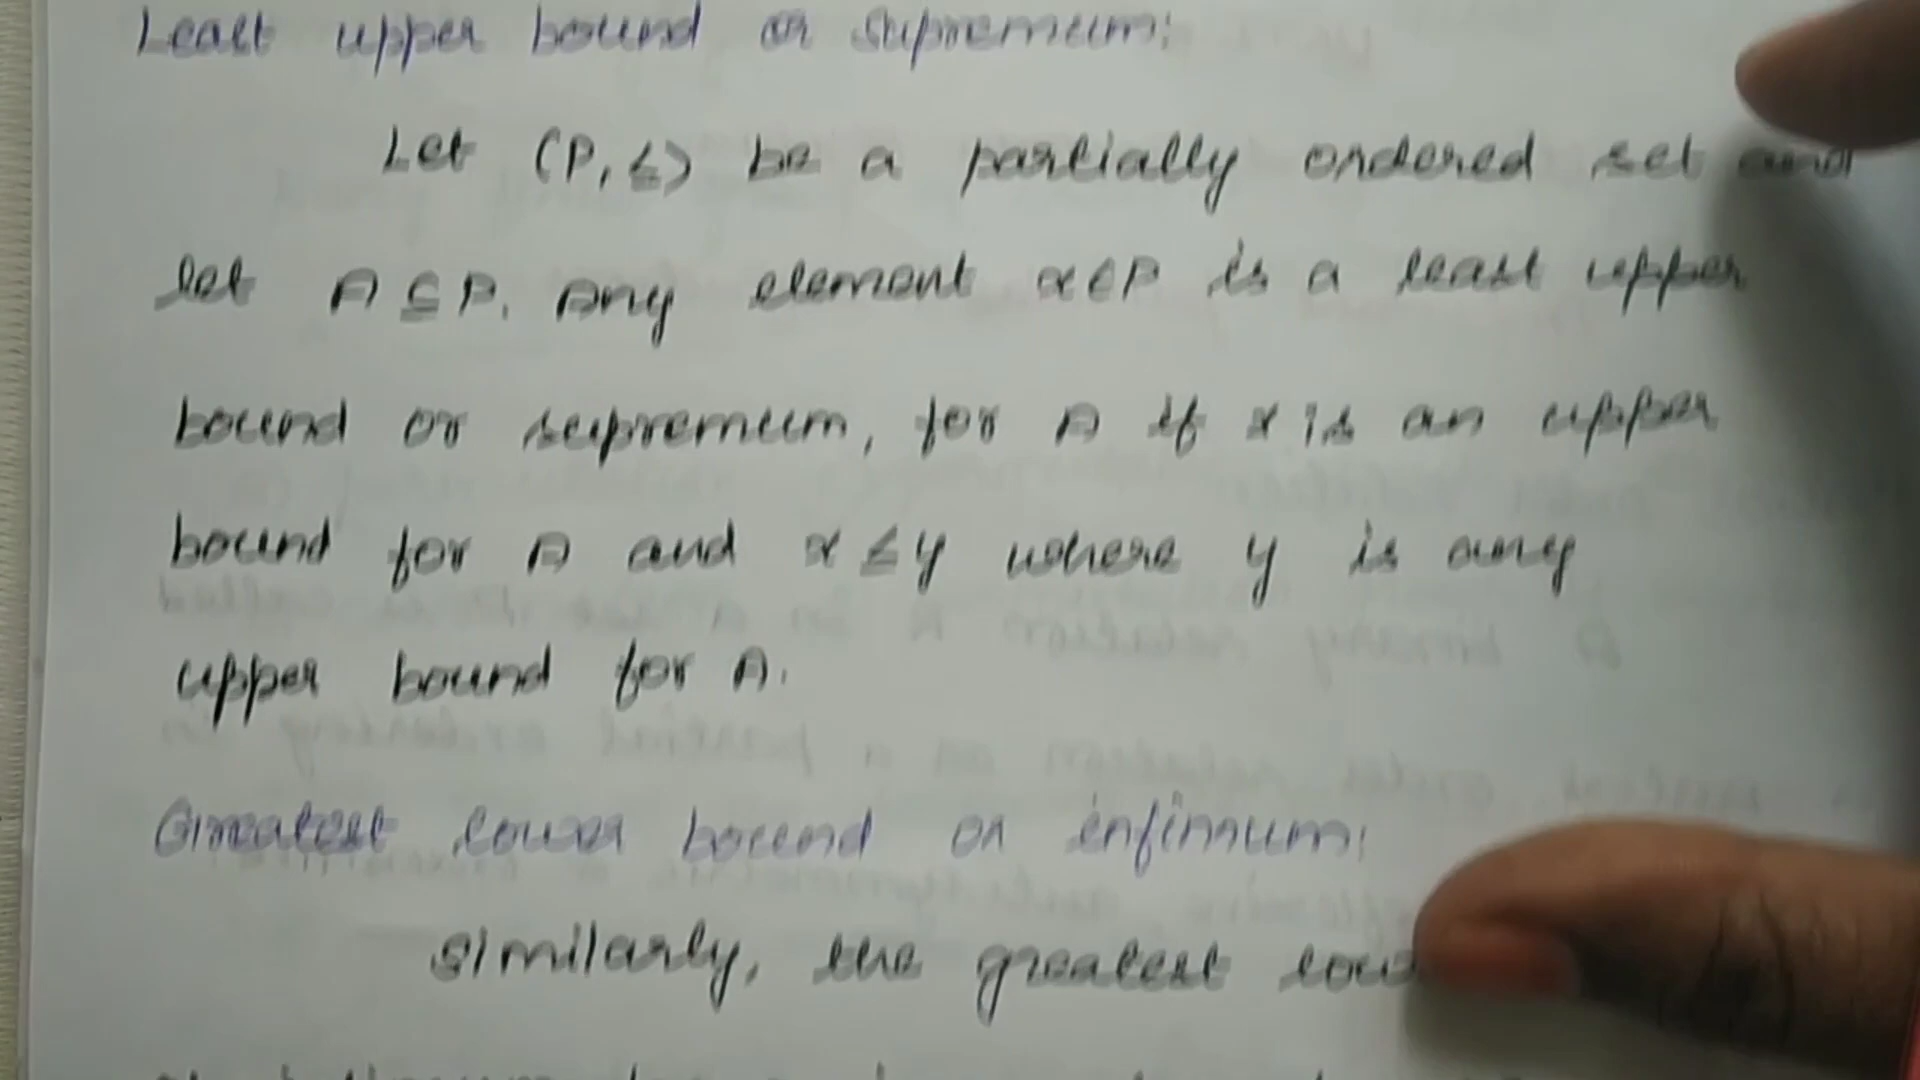 Least upper bound or supremum:
Let (P, ≤) be a partially ordered set and
let A ⊆ P. Any element x∈P is a least upper
bound or supremum, for A if x is an upper
bound for A and x ≤ y where y is any
upper bound for A.
Greatest lower bound or infimum:
similarly, the greatest low